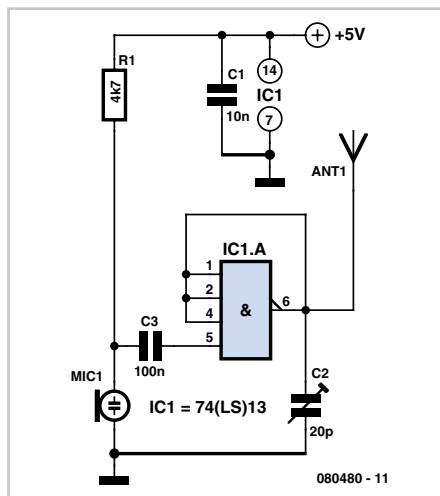 +5V
R1
4k7
C1
10n
14
IC1
7
ANT1
IC1.A
1
2
4
5
&
6
C3
100n
MIC1
IC1 = 74(LS)13
C2
20p
080480 - 11